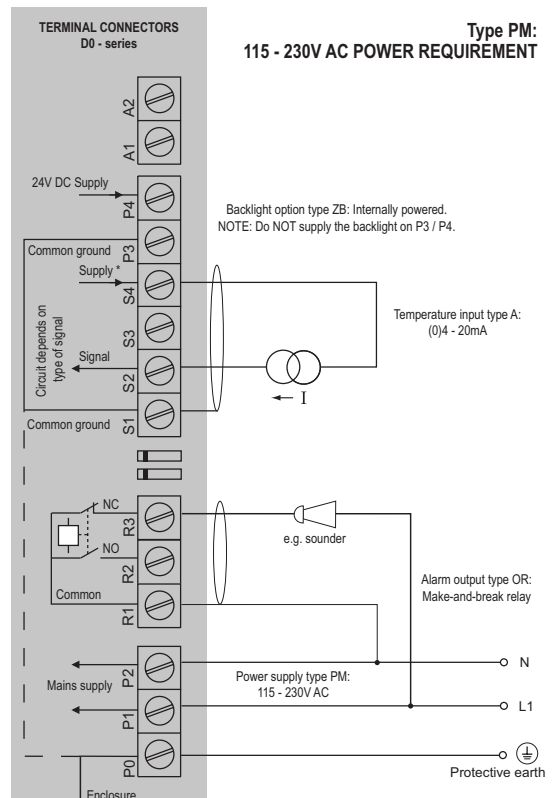 TERMINAL CONNECTORS
D0 - series
Type PM:
115 - 230V AC POWER REQUIREMENT
A2
A1
24V DC Supply
P4
Backlight option type ZB: Internally powered.
NOTE: Do NOT supply the backlight on P3 / P4.
Common ground
P3
Supply *
S4
Temperature input type A:
(0)4 - 20mA
Circuit depends on
type of signal
S3
Signal
S2
I
Common ground
S1
NC
R3
e.g. sounder
NO
R2
Alarm output type OR:
Make-and-break relay
Common
R1
N
P2
Mains supply
Power supply type PM:
115 - 230V AC
L1
P1
P0
Protective earth
Enclosure